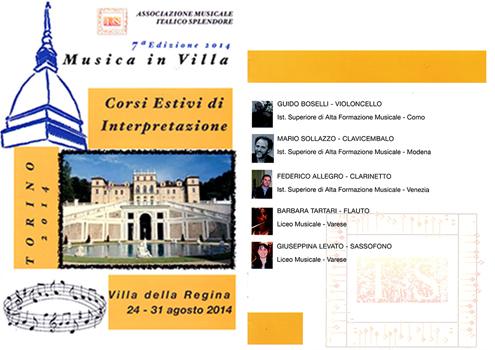 ASSOCIAZIONE MUSICALE
ITALICO SPLENDORE
7ª Edizione 2014
Musica in Villa
Corsi Estivi di
Interpretazione
TORINO
2014
Villa della Regina
24 - 31 agosto 2014
GUIDO BOSELLI - VIOLONCELLO
Ist. Superiore di Alta Formazione Musicale - Como
MARIO SOLLAZZO - CLAVICEMBALO
Ist. Superiore di Alta Formazione Musicale - Modena
FEDERICO ALLEGRO - CLARINETTO
Ist. Superiore di Alta Formazione Musicale - Venezia
BARBARA TARTARI - FLAUTO
Liceo Musicale - Varese
GIUSEPPINA LEVATO - SASSOFONO
Liceo Musicale - Varese